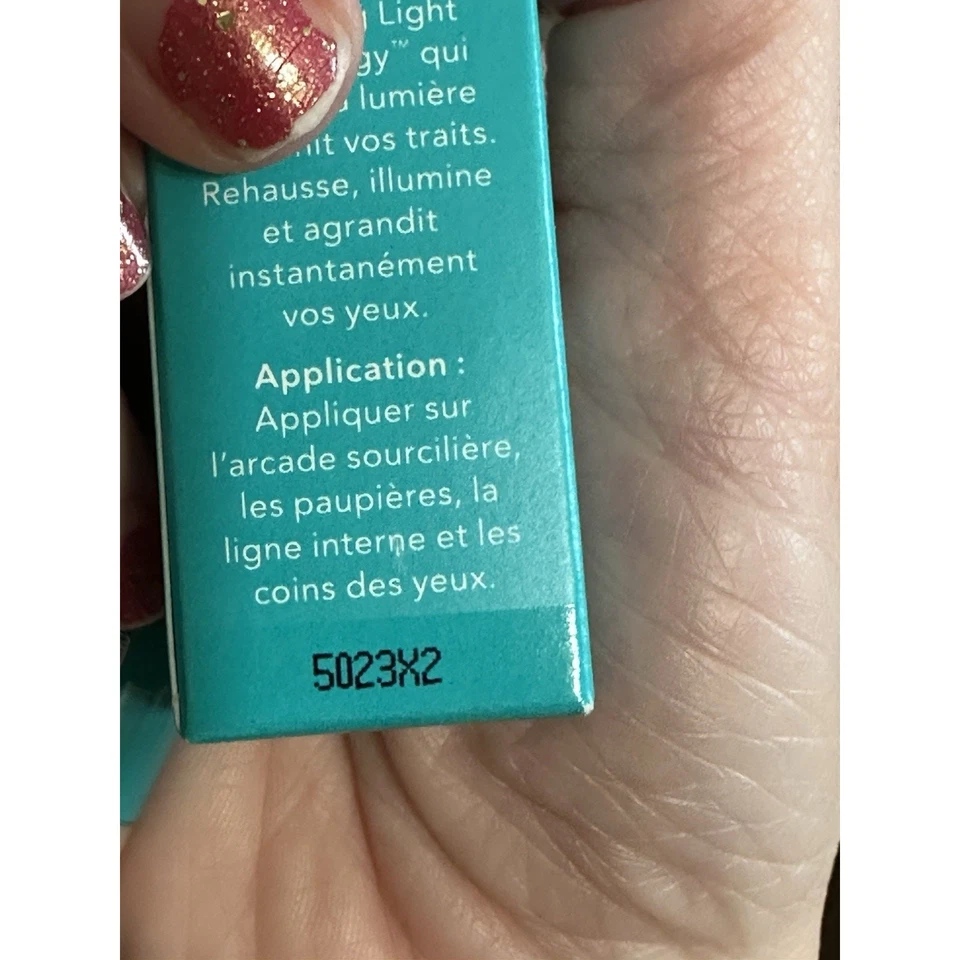 Light
qui
lumière
vos traits.
Rehausse, illumine
et agrandit
instantanément
vos yeux.
Application :
Appliquer sur
l'arcade sourcilière,
les paupières, la
ligne interne et les
coins des yeux.
5023X2